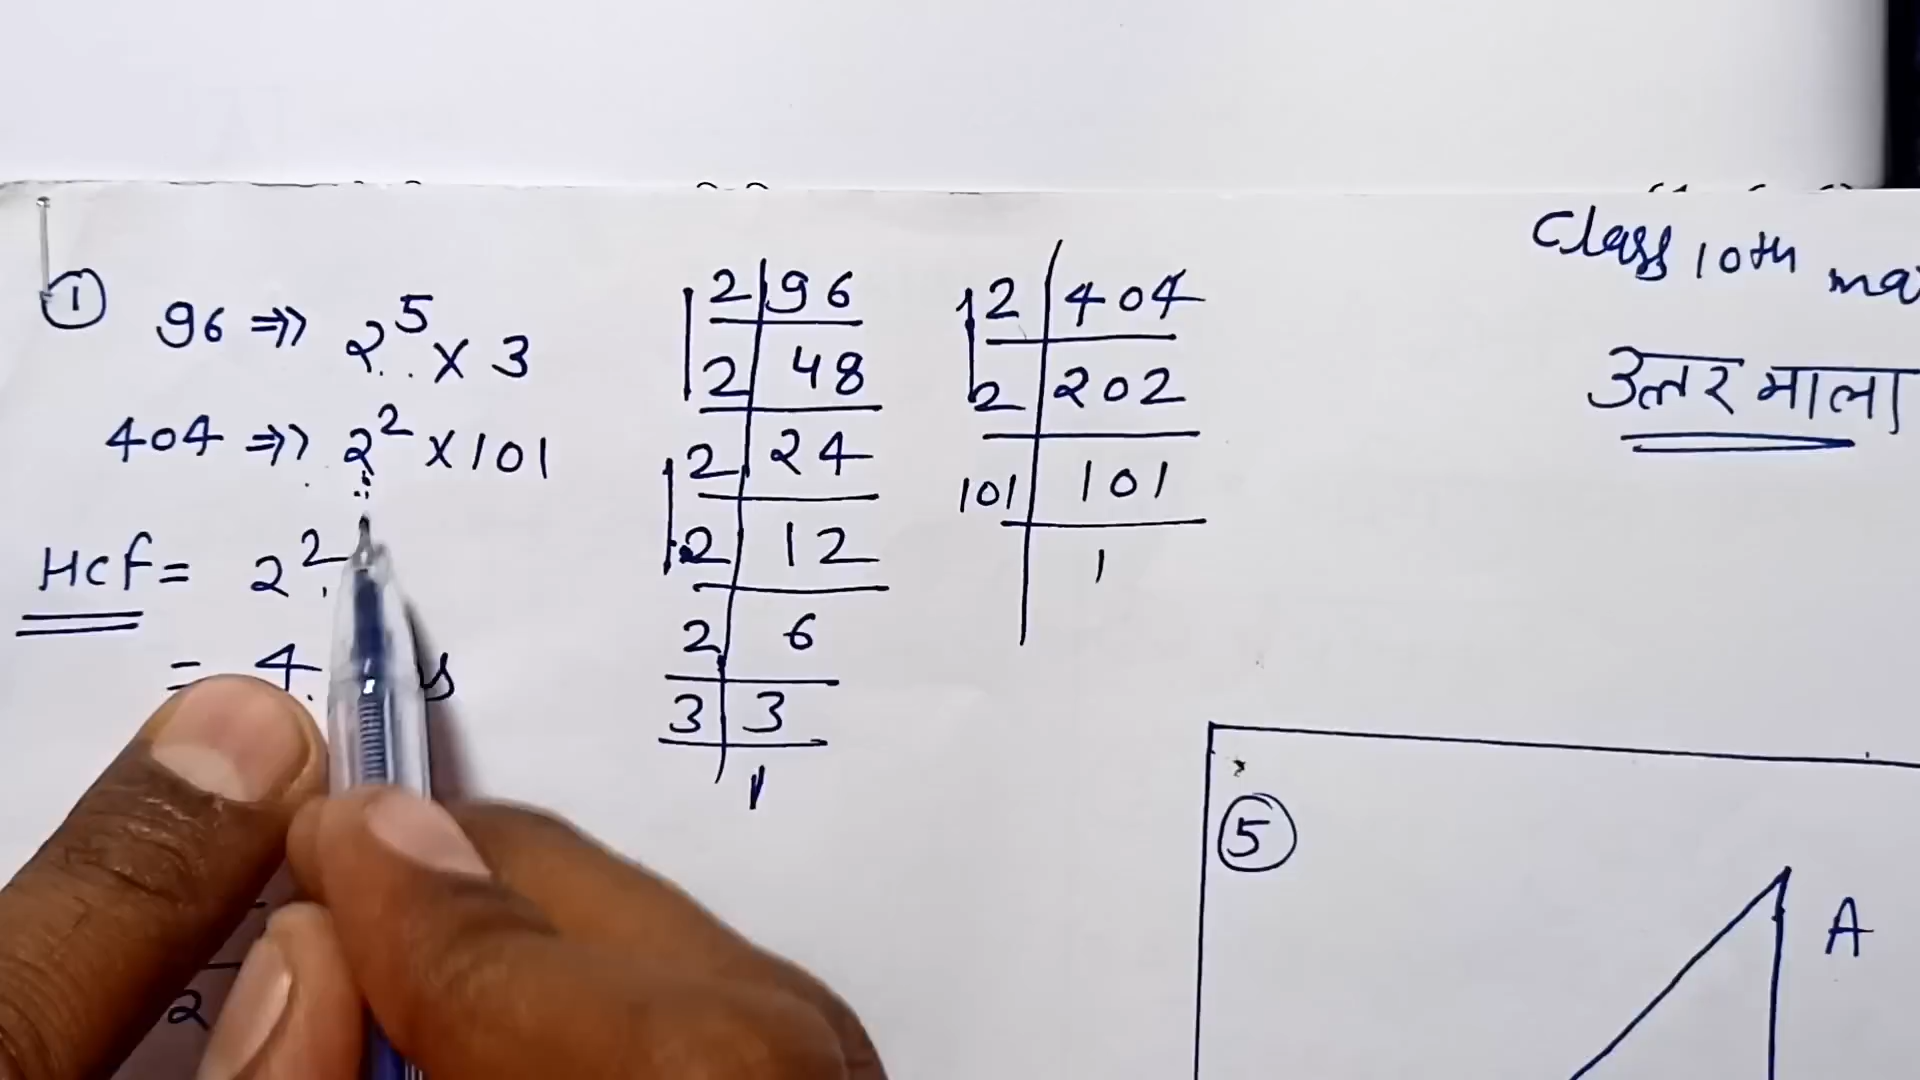 ①
96 ⇒ 2⁵ × 3
404 ⇒ 2² × 101
HCF = 2²
= 4
2 | 96
2 | 48
2 | 24
2 | 12
2 | 6
3 | 3
1
2 | 404
2 | 202
101 | 101
1
Class 10th
उत्तर माला
⑤
A
2